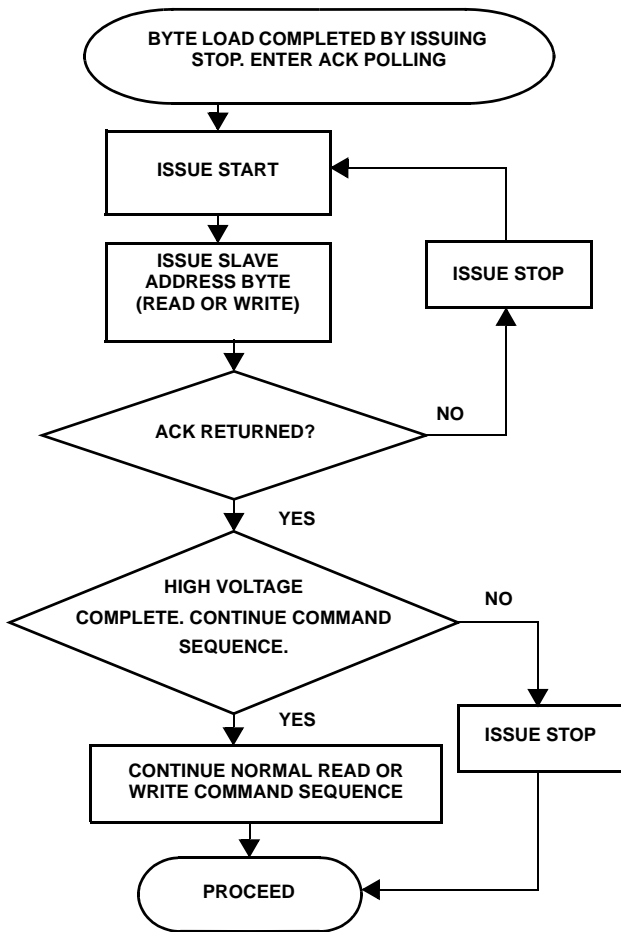 BYTE LOAD COMPLETED BY ISSUING
STOP. ENTER ACK POLLING
ISSUE START
ISSUE SLAVE
ADDRESS BYTE
(READ OR WRITE)
ISSUE STOP
ACK RETURNED?
NO
YES
HIGH VOLTAGE
COMPLETE. CONTINUE COMMAND
SEQUENCE.
NO
YES
ISSUE STOP
CONTINUE NORMAL READ OR
WRITE COMMAND SEQUENCE
PROCEED